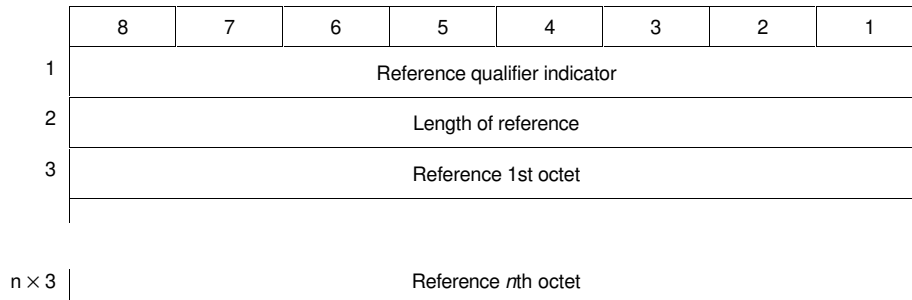 8 7 6 5 4 3 2 1
1 Reference qualifier indicator
2 Length of reference
3 Reference 1st octet
n × 3 Reference nth octet